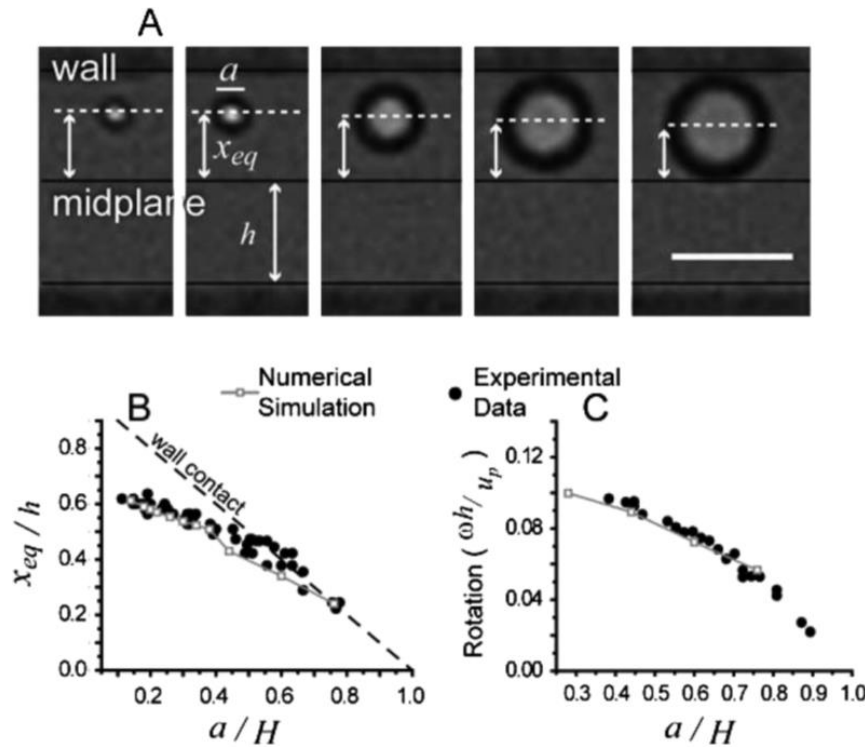 A
wall
a
x_eq
midplane
h
Numerical Simulation
Experimental Data
B
wall contact
x_eq / h
0.8
0.6
0.4
0.2
0.0
0.2 0.4 0.6 0.8 1.0
a / H
C
Rotation ( ωh / u_p )
0.12
0.08
0.04
0.00
0.3 0.4 0.5 0.6 0.7 0.8 0.9 1.0
a / H